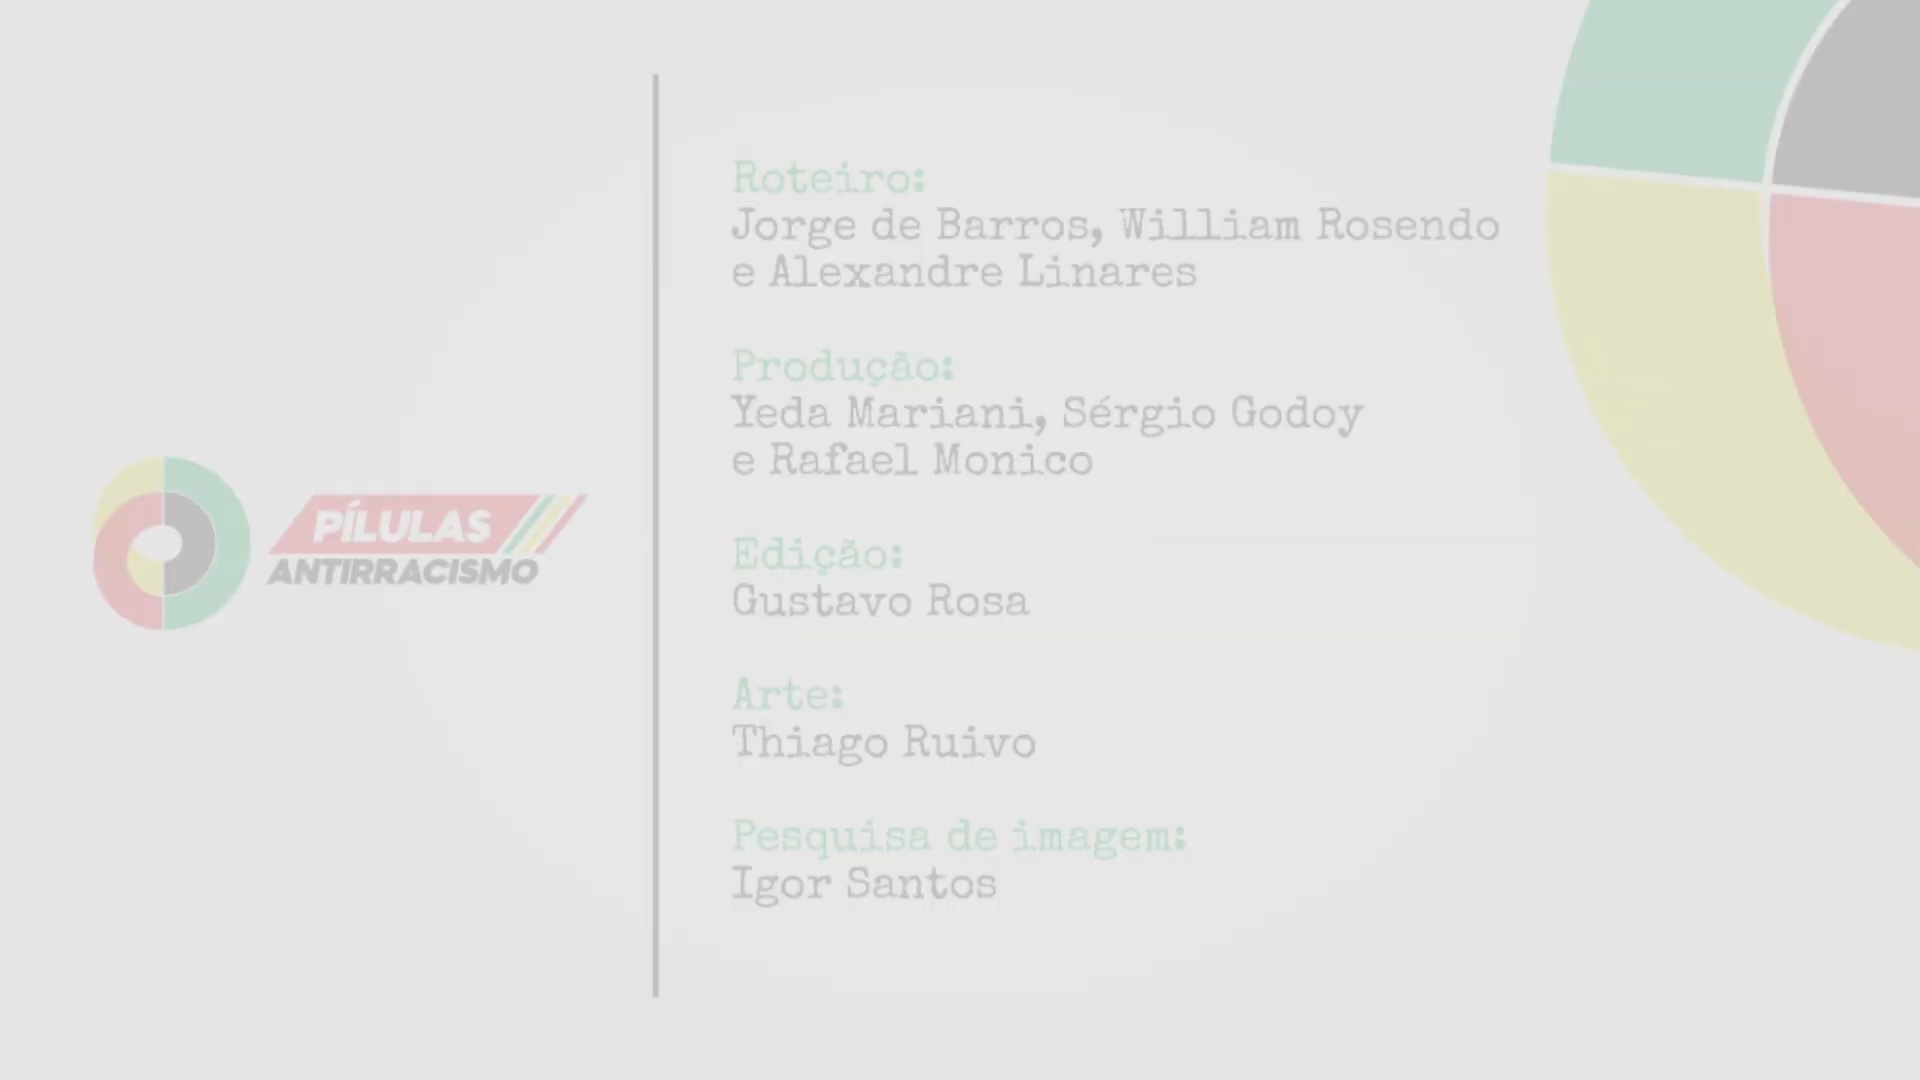 PÍLULAS
ANTIRRACISMO
Roteiro:
Jorge de Barros, William Rosendo
e Alexandre Linares
Produção:
Yeda Mariani, Sérgio Godoy
e Rafael Monico
Edição:
Gustavo Rosa
Arte:
Thiago Ruivo
Pesquisa de imagem:
Igor Santos